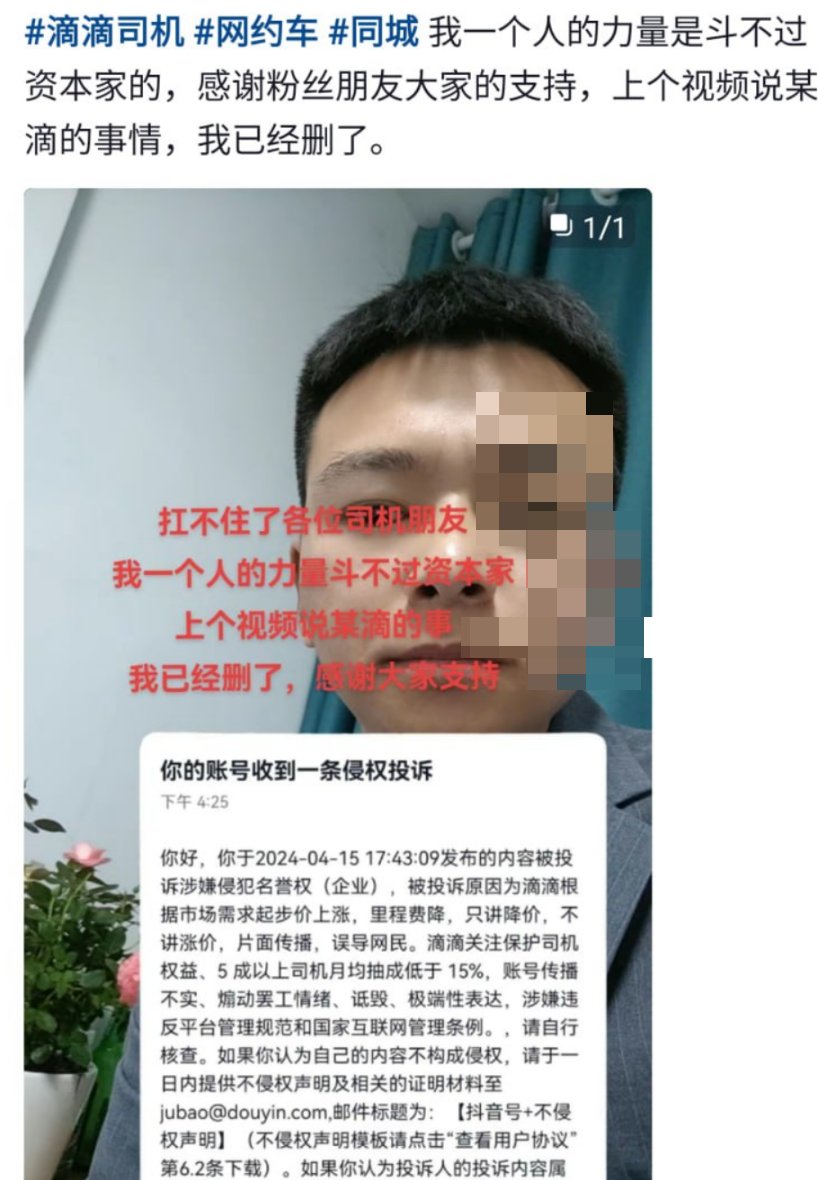 #滴滴司机 #网约车 #同城 我一个人的力量是斗不过
资本家的，感谢粉丝朋友大家的支持，上个视频说某
滴的事情，我已经删了。
1/1
扛不住了各位司机朋友
我一个人的力量斗不过资本家
上个视频说某滴的事
我已经删了，感谢大家支持
你的账号收到一条侵权投诉
下午 4:25
你好，你于2024-04-15 17:43:09发布的内容被投
诉涉嫌侵犯名誉权（企业），被投诉原因为滴滴根
据市场需求起步价上涨，里程费降，只讲降价，不
讲涨价，片面传播，误导网民。滴滴关注保护司机
权益、5 成以上司机月均抽成低于 15%，账号传播
不实、煽动罢工情绪、诋毁、极端性表达，涉嫌违
反平台管理规范和国家互联网管理条例。，请自行
核查。如果你认为自己的内容不构成侵权，请于一
日内提供不侵权声明及相关的证明材料至
jubao@douyin.com,邮件标题为：【抖音号+不侵
权声明】（不侵权声明模板请点击“查看用户协议”
第6.2条下载）。如果你认为投诉人的投诉内容属